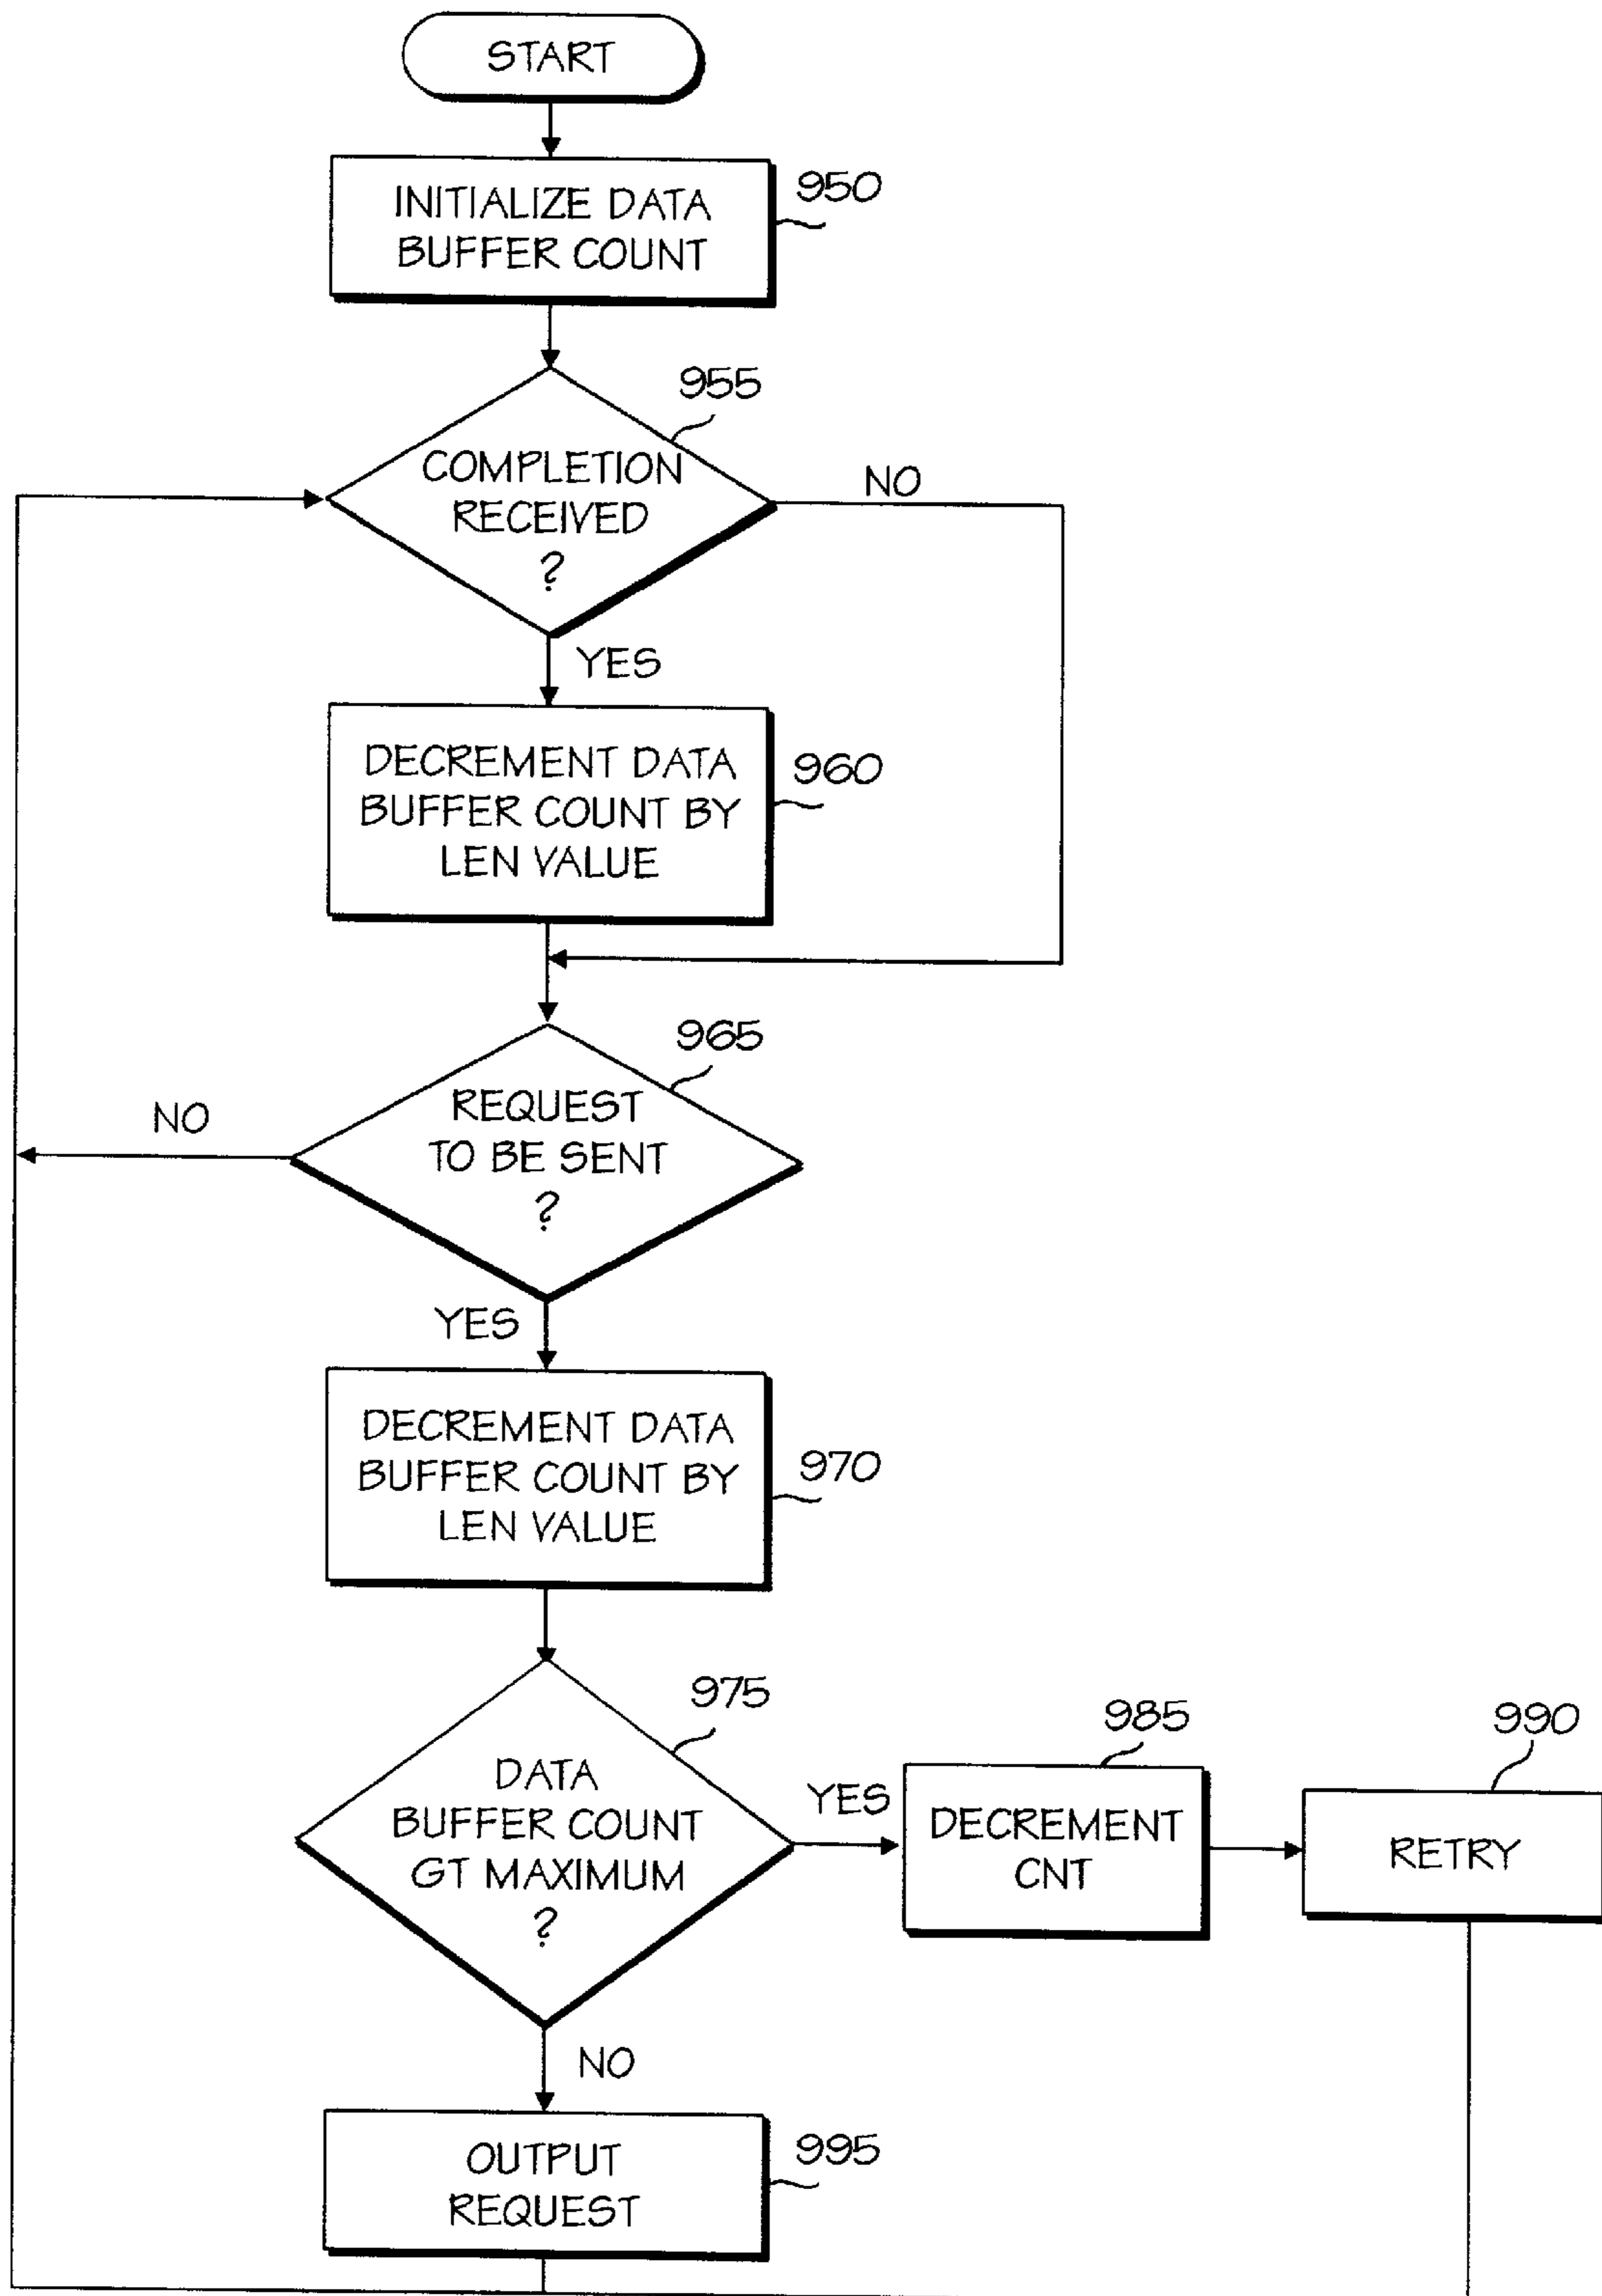 START
INITIALIZE DATA
BUFFER COUNT
950
COMPLETION
RECEIVED
?
955
NO
YES
DECREMENT DATA
BUFFER COUNT BY
LEN VALUE
960
REQUEST
TO BE SENT
?
965
NO
YES
DECREMENT DATA
BUFFER COUNT BY
LEN VALUE
970
DATA
BUFFER COUNT
GT MAXIMUM
?
975
YES
DECREMENT
CNT
985
RETRY
990
NO
OUTPUT
REQUEST
995